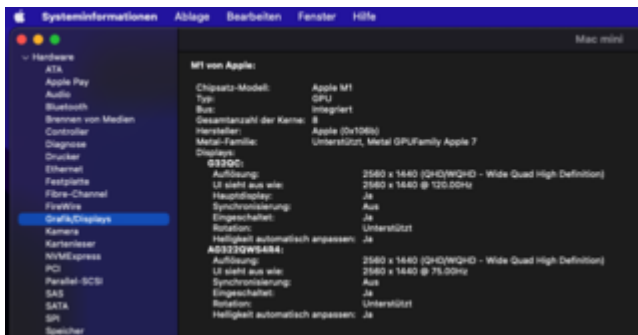 Systeminformationen Ablage Bearbeiten Fenster Hilfe
Mac mini
Hardware
ATA
Apple Pay
Audio
Bluetooth
Brennen von Medien
Controller
Diagnose
Drucker
Ethernet
Festplatte
Fibre-Channel
FireWire
Grafik/Displays
Kamera
Kartenleser
NVMExpress
PCI
Parallel-SCSI
SAS
SATA
SPI
Speicher
M1 von Apple:
Chipsatz-Modell: Apple M1
Typ: GPU
Bus: Integriert
Gesamtanzahl der Kerne: 8
Hersteller: Apple (0x106b)
Metal-Familie: Unterstützt, Metal GPUFamily Apple 7
Displays:
G32QC:
Auflösung: 2560 x 1440 (QHD/WQHD - Wide Quad High Definition)
UI sieht aus wie: 2560 x 1440 @ 120.00Hz
Hauptdisplay: Ja
Synchronisierung: Aus
Eingeschaltet: Ja
Rotation: Unterstützt
Helligkeit automatisch anpassen: Ja
AG322QWS4R4:
Auflösung: 2560 x 1440 (QHD/WQHD - Wide Quad High Definition)
UI sieht aus wie: 2560 x 1440 @ 75.00Hz
Synchronisierung: Aus
Eingeschaltet: Ja
Rotation: Unterstützt
Helligkeit automatisch anpassen: Ja